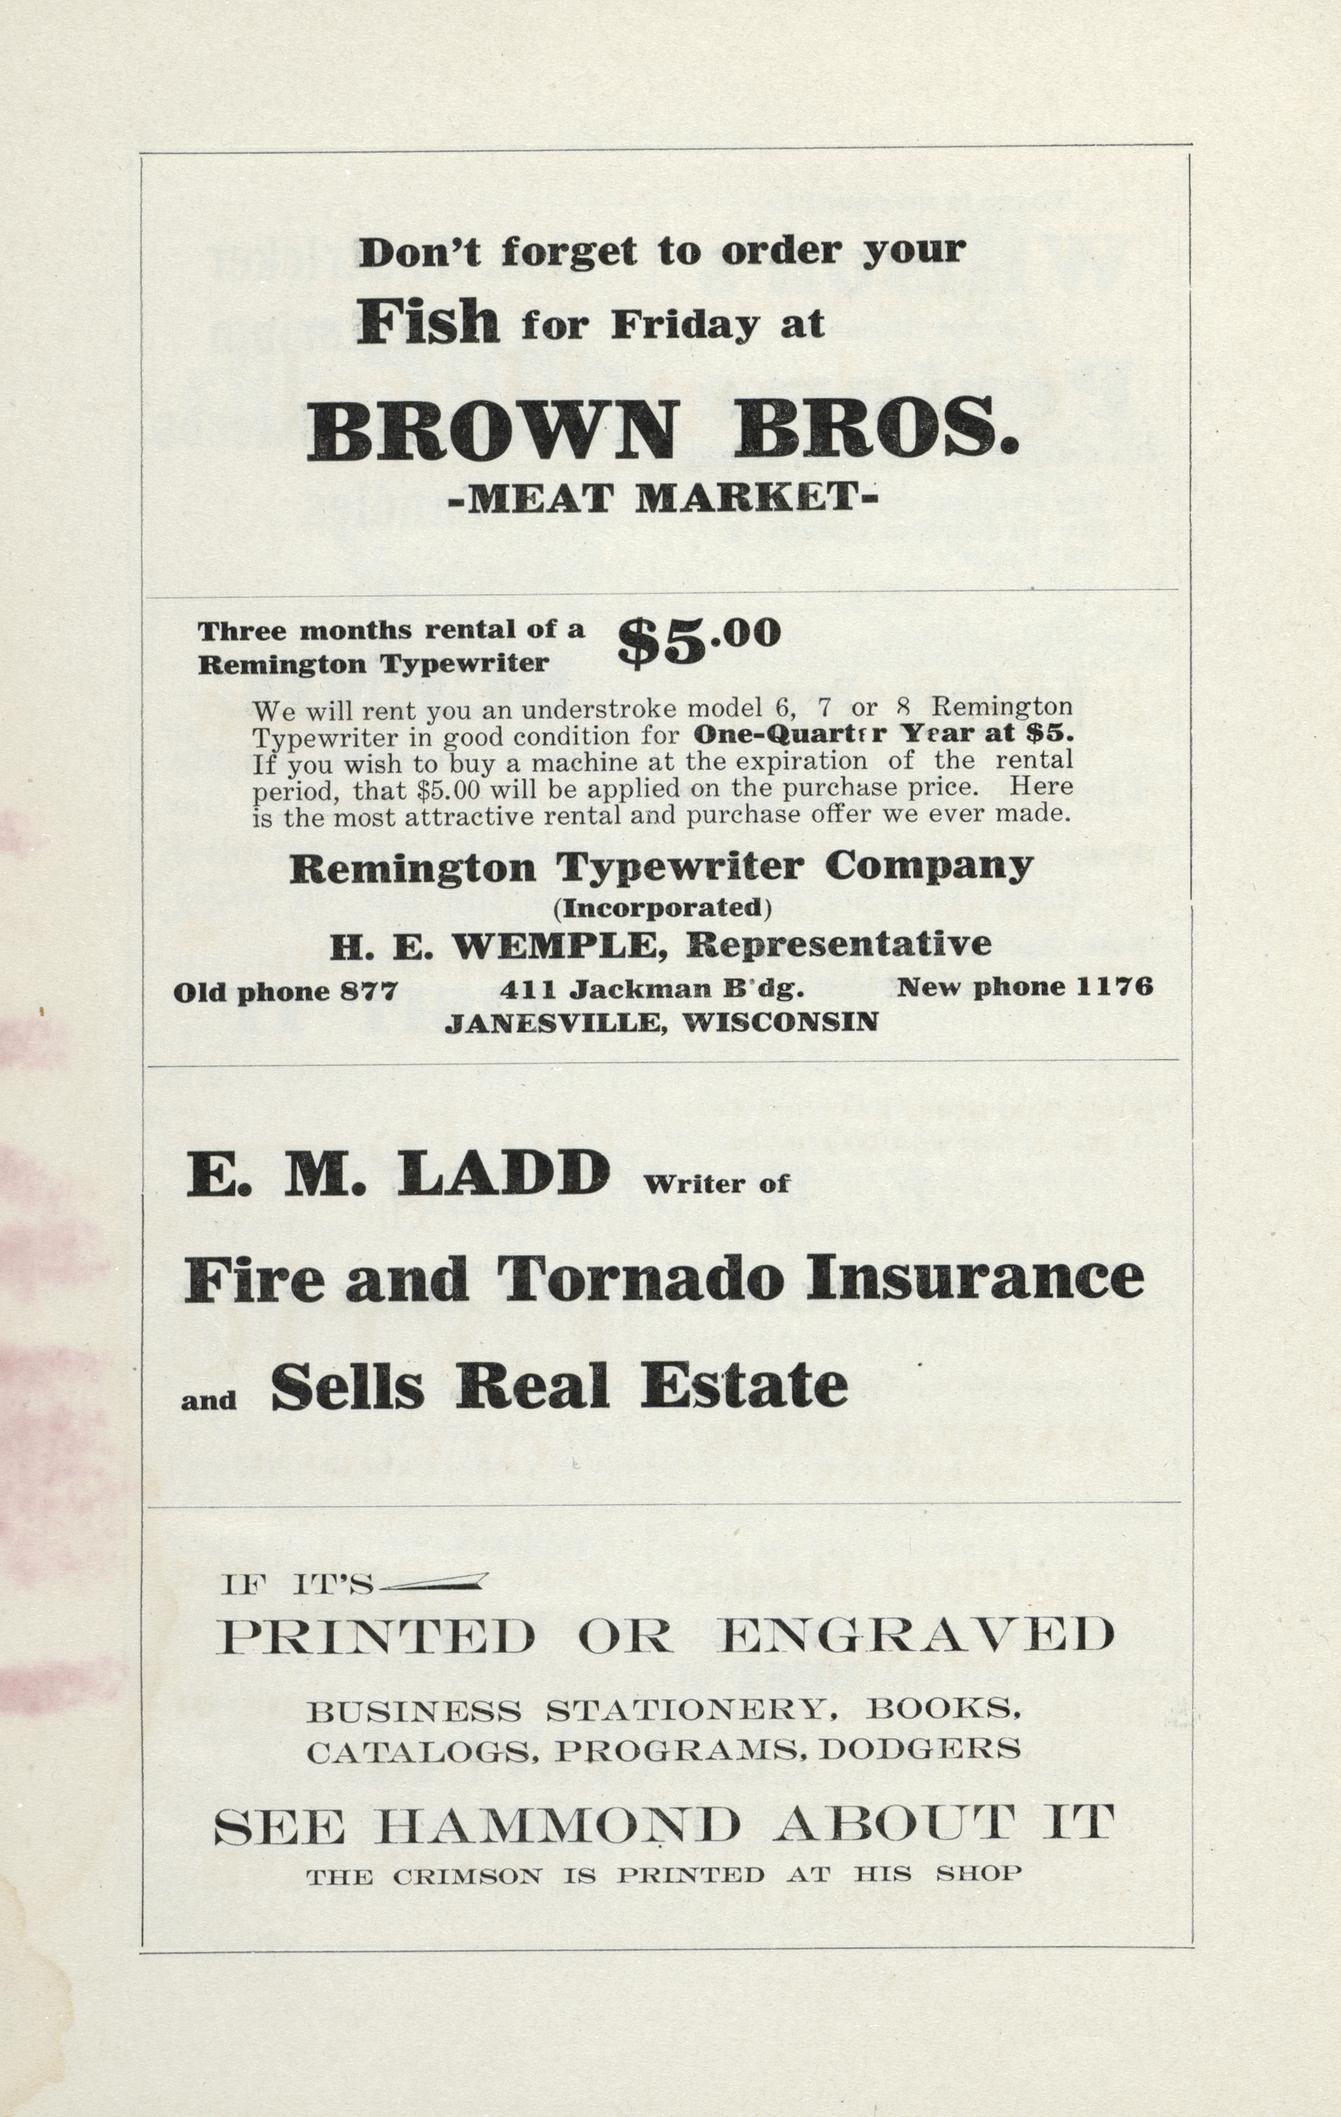 Don't forget to order your
Fish for Friday at
BROWN BROS.
-MEAT MARKET-
Three months rental of a $5.00
Remington Typewriter
We will rent you an understroke model 6, 7 or 8 Remington
Typewriter in good condition for One-Quarter Year at $5.
If you wish to buy a machine at the expiration of the rental
period, that $5.00 will be applied on the purchase price. Here
is the most attractive rental and purchase offer we ever made.
Remington Typewriter Company
(Incorporated)
H. E. WEMPLE, Representative
Old phone 877 411 Jackman B'dg. New phone 1176
JANESVILLE, WISCONSIN
E. M. LADD Writer of
Fire and Tornado Insurance
and Sells Real Estate
IF IT'S
PRINTED OR ENGRAVED
BUSINESS STATIONERY, BOOKS,
CATALOGS, PROGRAMS, DODGERS
SEE HAMMOND ABOUT IT
THE CRIMSON IS PRINTED AT HIS SHOP